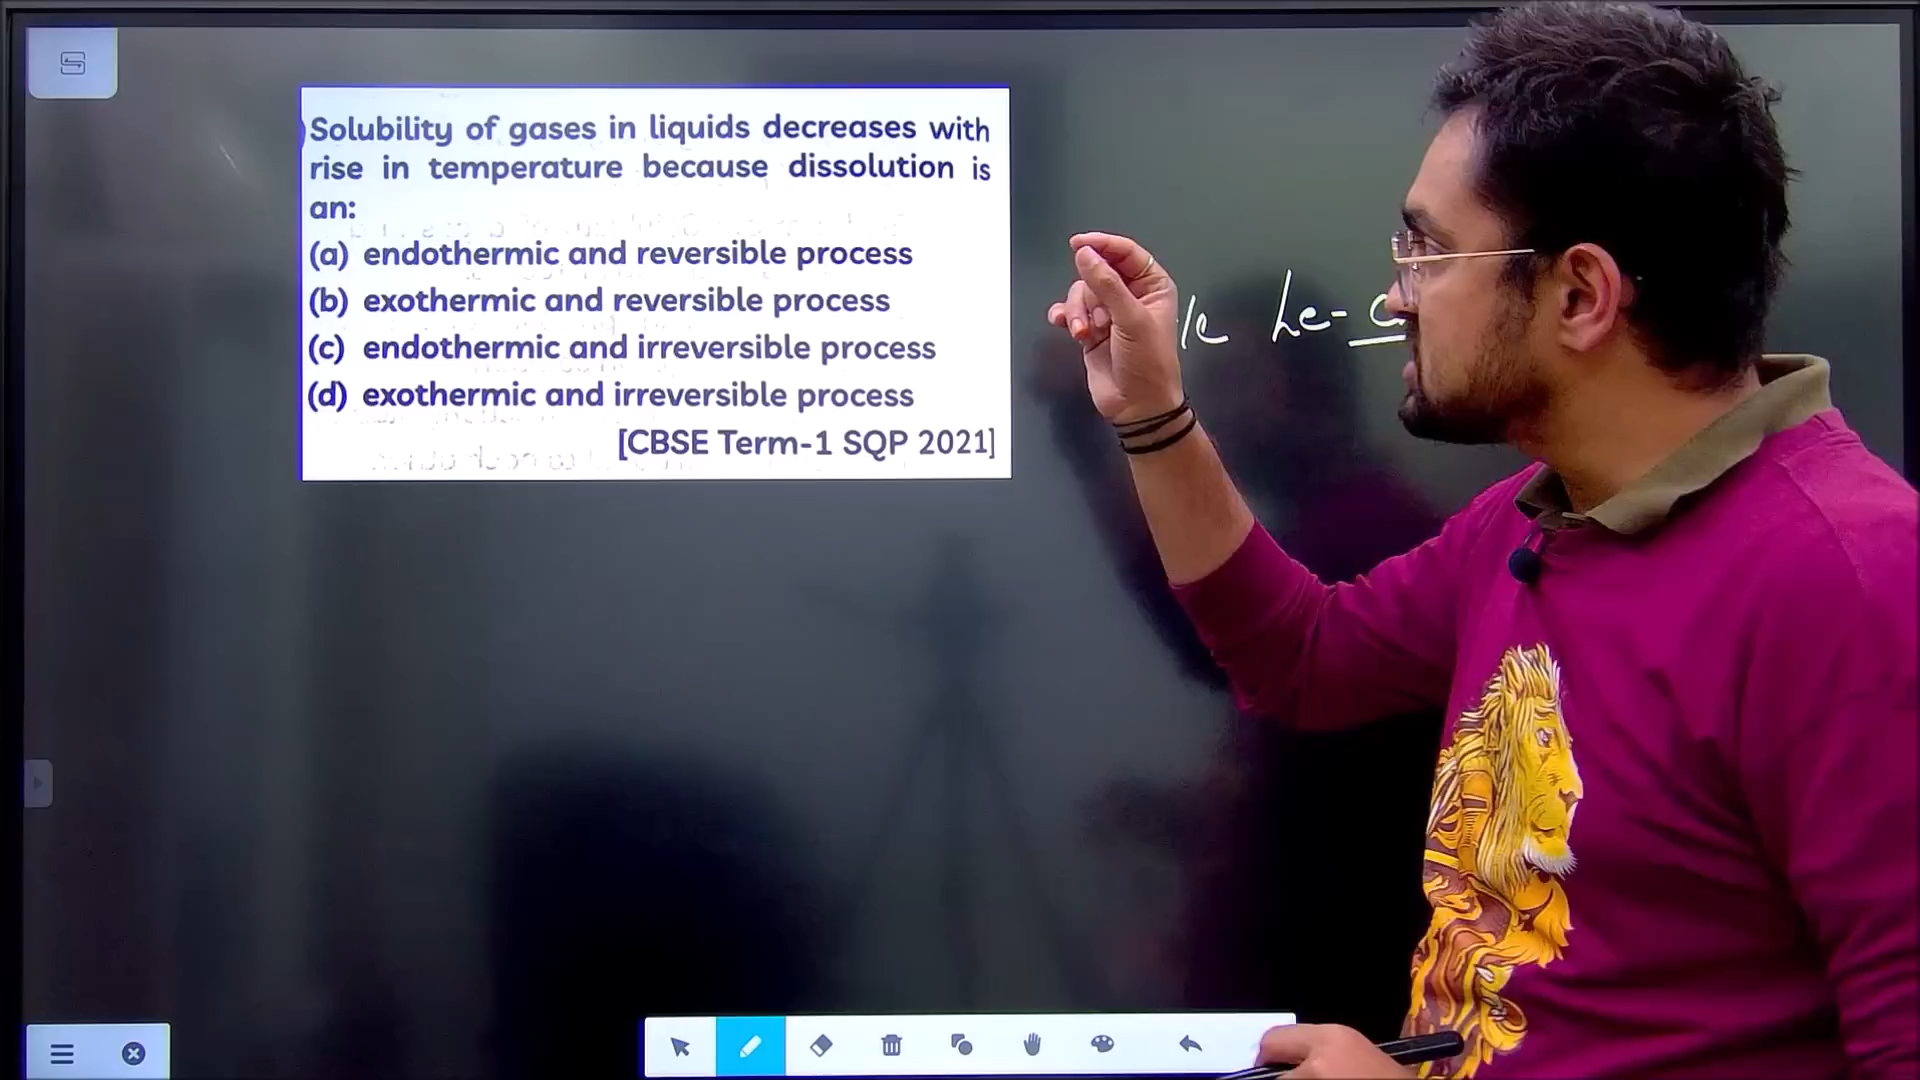 Solubility of gases in liquids decreases with
rise in temperature because dissolution is
an:
(a) endothermic and reversible process
(b) exothermic and reversible process
(c) endothermic and irreversible process
(d) exothermic and irreversible process
[CBSE Term-1 SQP 2021]